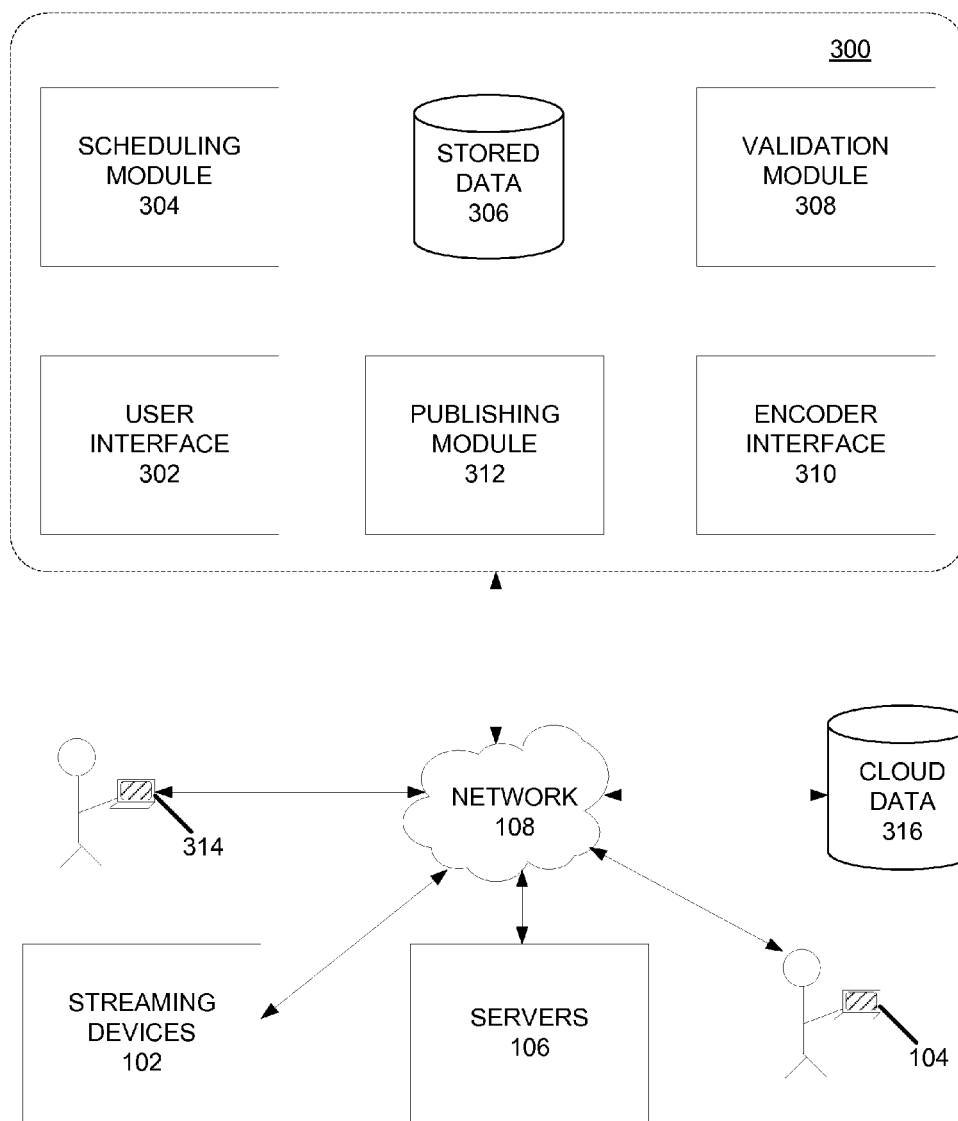 300
SCHEDULING
MODULE
304
STORED
DATA
306
VALIDATION
MODULE
308
USER
INTERFACE
302
PUBLISHING
MODULE
312
ENCODER
INTERFACE
310
314
NETWORK
108
CLOUD
DATA
316
STREAMING
DEVICES
102
SERVERS
106
104